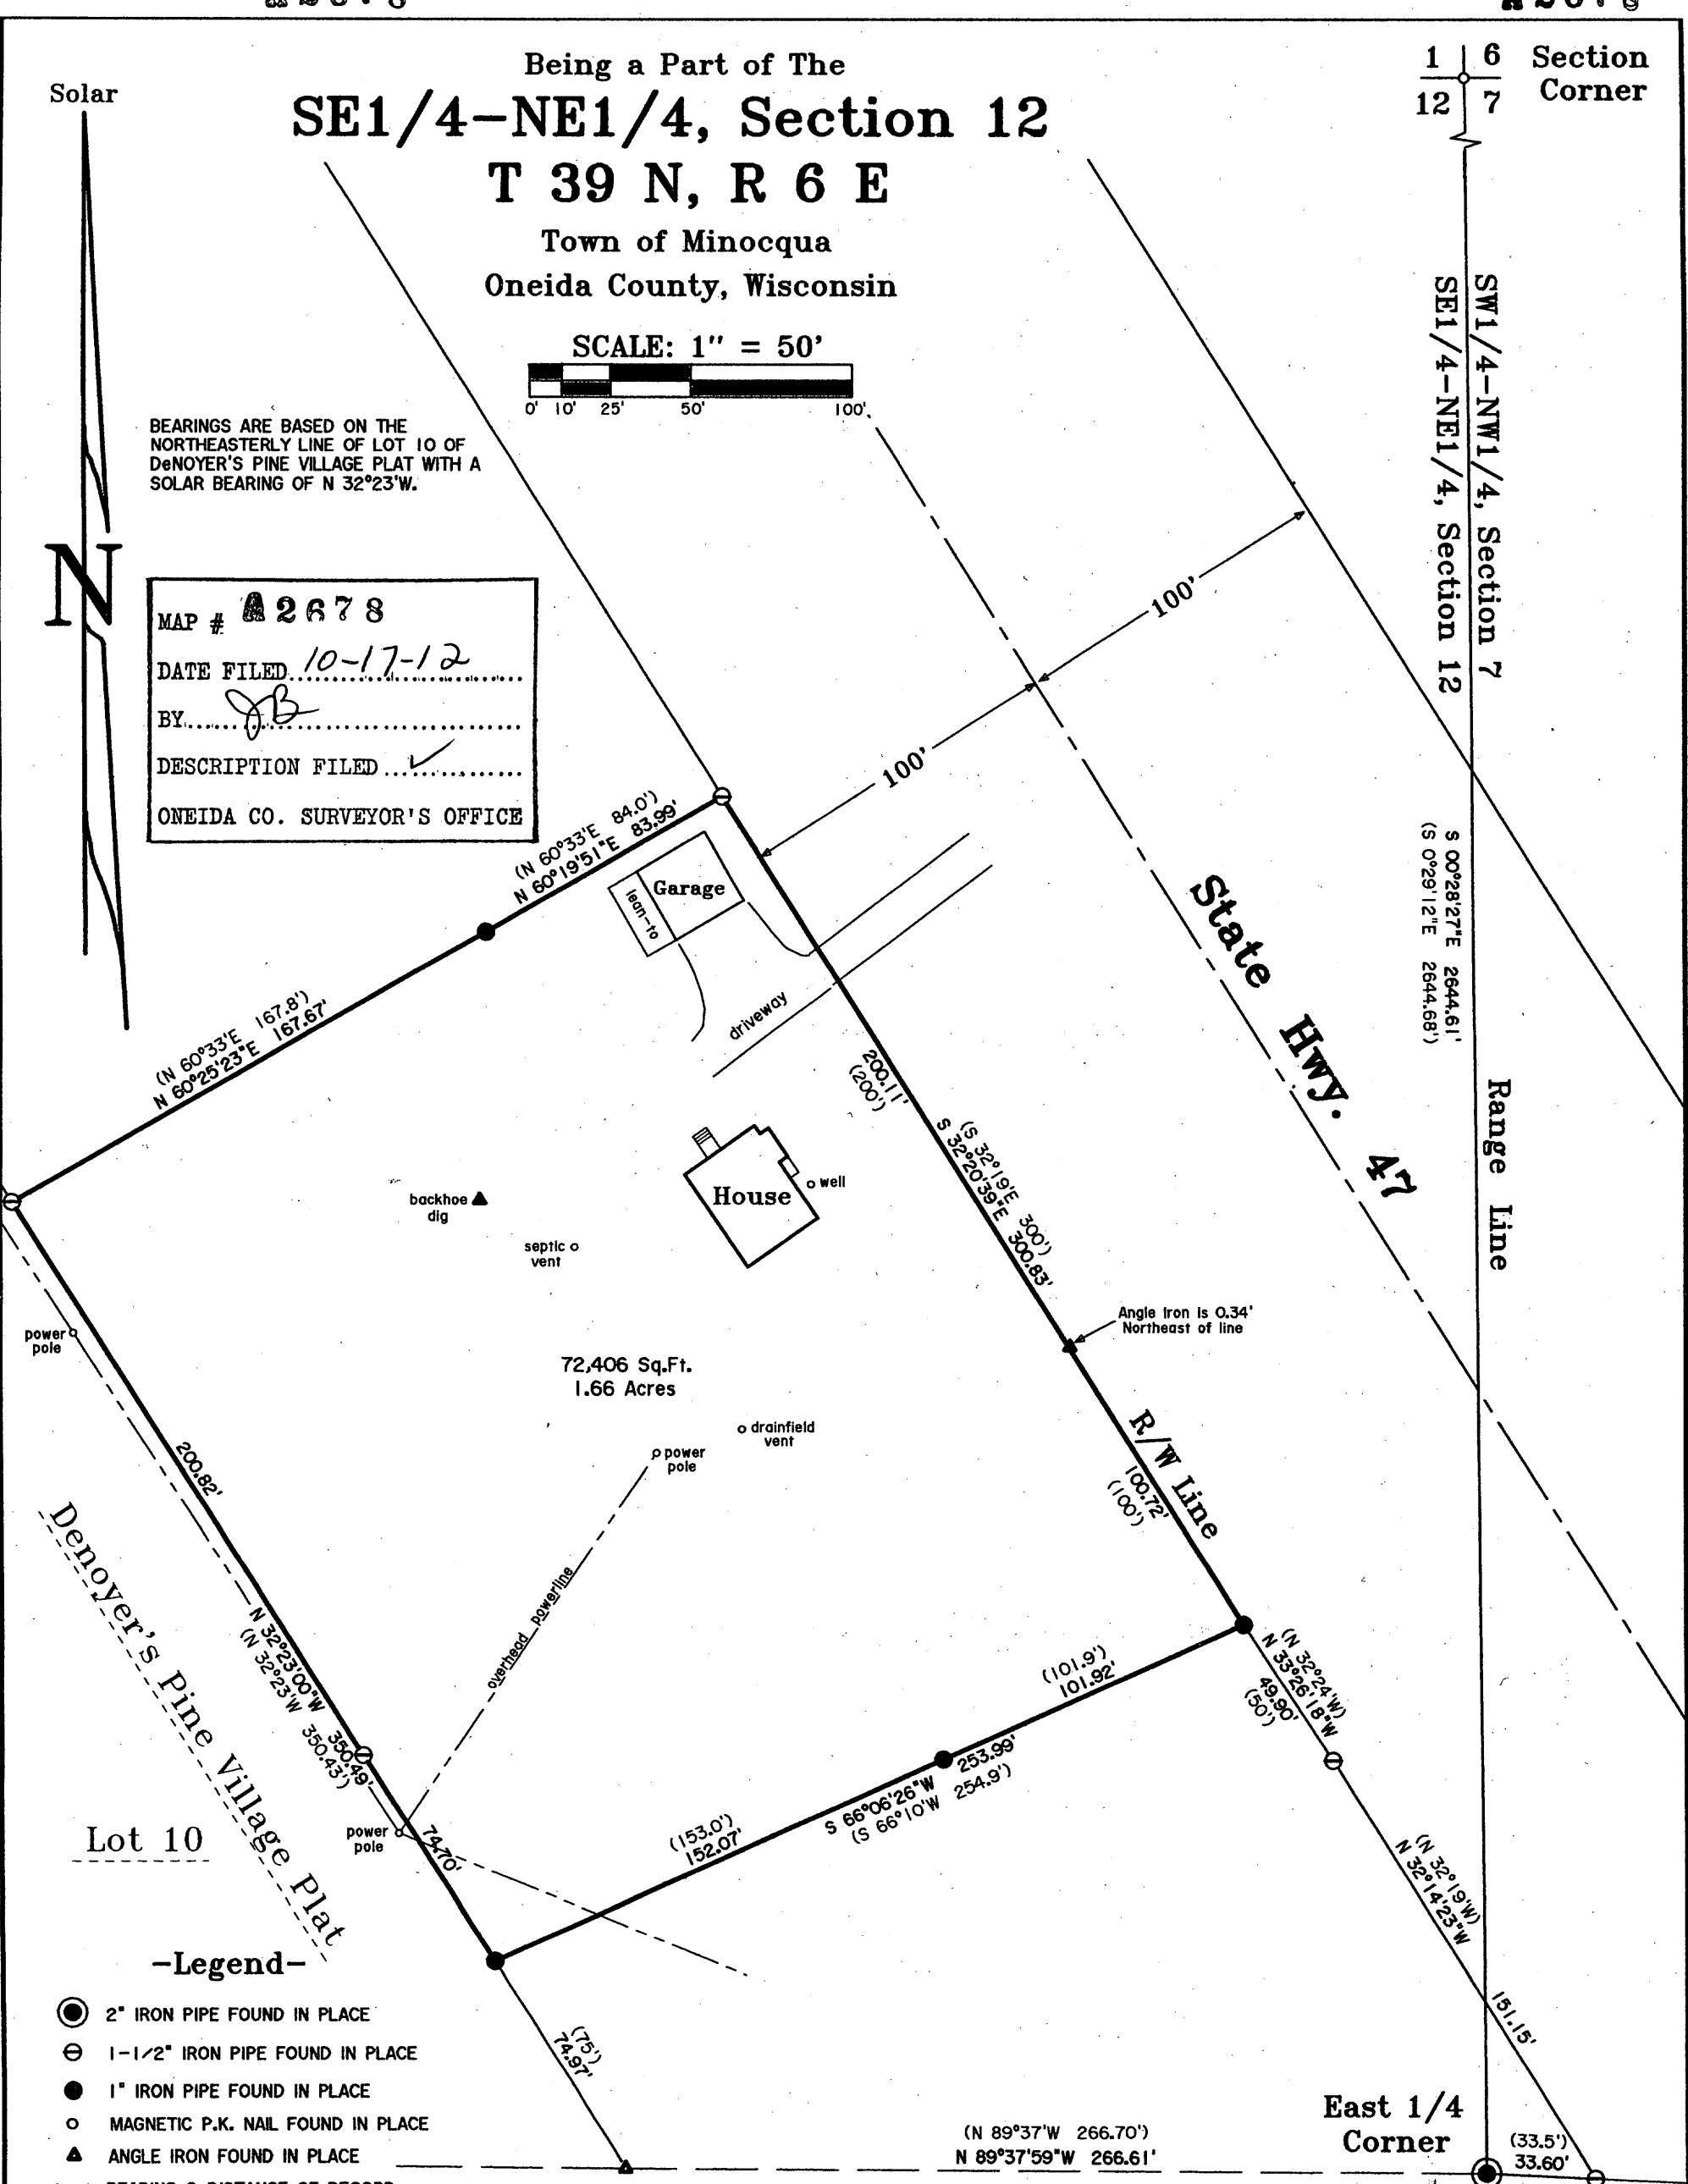 Being a Part of The
SE1/4-NE1/4, Section 12
T 39 N, R 6 E
Town of Minocqua
Oneida County, Wisconsin
SCALE: 1" = 50'
0' 10' 25' 50' 100'
Solar
N
1 6 Section
12 7 Corner
BEARINGS ARE BASED ON THE
NORTHEASTERLY LINE OF LOT 10 OF
DeNOYER'S PINE VILLAGE PLAT WITH A
SOLAR BEARING OF N 32°23'W.
MAP # A2678
DATE FILED 10-17-12
BY JB
DESCRIPTION FILED ✓
ONEIDA CO. SURVEYOR'S OFFICE
SW1/4-NW1/4, Section 7
SE1/4-NE1/4, Section 12
100'
100'
S 00°28'27"E 2644.61'
(S 0°29'12"E 2644.68')
Range Line
State Hwy. 47
(N 60°33'E 84.0')
N 60°19'51"E 83.99'
(N 60°33'E 167.8')
N 60°25'23"E 167.67'
Garage
lean-to
driveway
200.11'
(200')
(S 32°19'E 300')
S 32°20'39"E 300.83'
House
well
backhoe
dig
septic
vent
Angle Iron is 0.34'
Northeast of line
power
pole
72,406 Sq.Ft.
1.66 Acres
drainfield
vent
power
pole
R/W Line
100.72'
(100')
200.82'
overhead powerline
N 32°23'00"W 350.49'
(N 32°23'W 350.43')
Denoyer's Pine Village Plat
Lot 10
power
pole
74.70'
(101.9')
101.92'
S 66°06'26"W 253.99'
(S 66°10'W 254.9')
(153.0')
152.07'
(N 32°24'W)
N 33°26'18"W
49.90'
(50')
(N 32°19'W)
N 32°14'23"W
151.15'
(75')
74.97'
-Legend-
2" IRON PIPE FOUND IN PLACE
1-1/2" IRON PIPE FOUND IN PLACE
1" IRON PIPE FOUND IN PLACE
MAGNETIC P.K. NAIL FOUND IN PLACE
ANGLE IRON FOUND IN PLACE
(N 89°37'W 266.70')
N 89°37'59"W 266.61'
East 1/4
Corner
(33.5')
33.60'